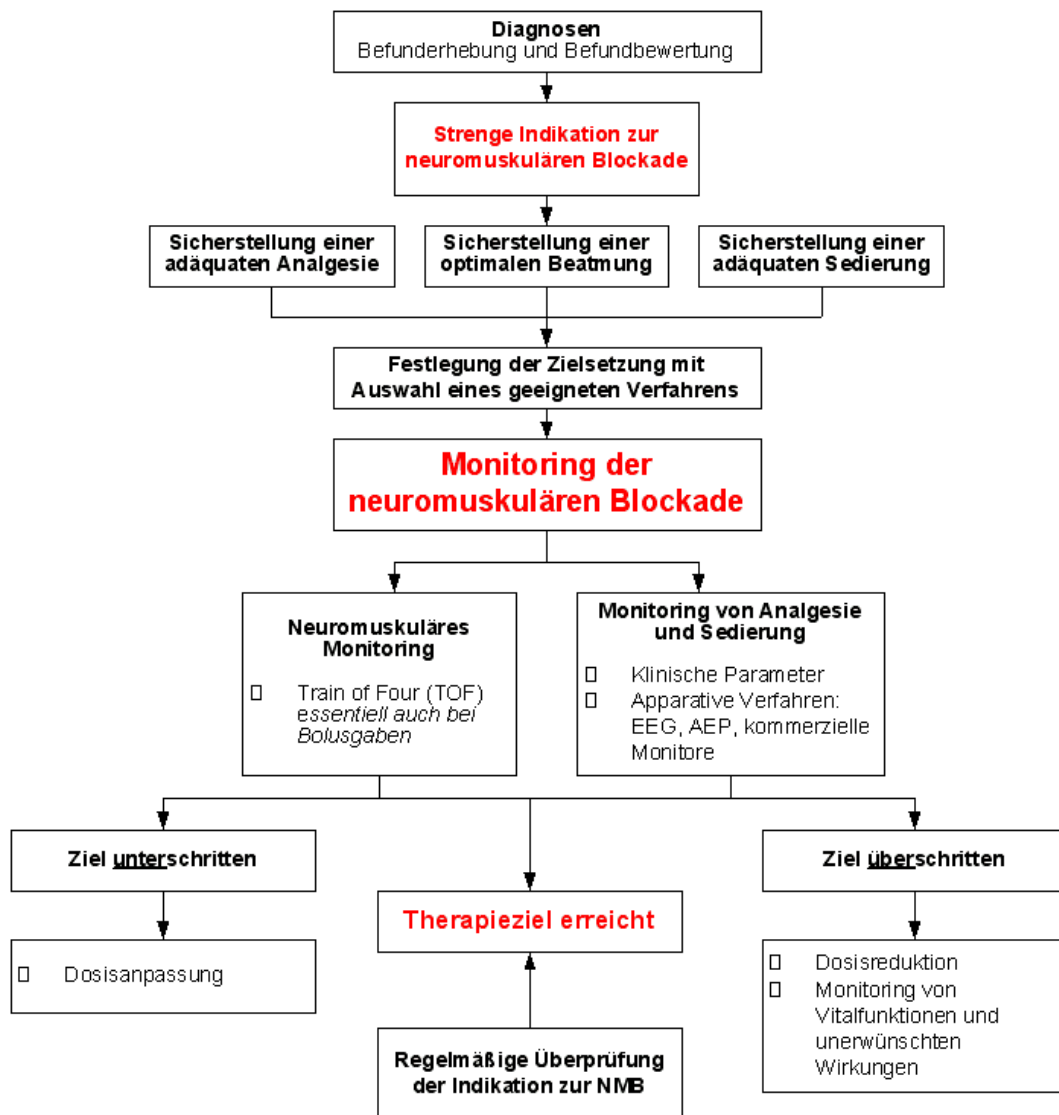 Diagnosen
Befunderhebung und Befundbewertung
Strenge Indikation zur
neuromuskulären Blockade
Sicherstellung einer
adäquaten Analgesie
Sicherstellung einer
optimalen Beatmung
Sicherstellung einer
adäquaten Sedierung
Festlegung der Zielsetzung mit
Auswahl eines geeigneten Verfahrens
Monitoring der
neuromuskulären Blockade
Neuromuskuläres
Monitoring
Train of Four (TOF)
essentiell auch bei
Bolusgaben
Monitoring von Analgesie
und Sedierung
Klinische Parameter
Apparative Verfahren:
EEG, AEP, kommerzielle
Monitore
Ziel unterschritten
Dosisanpassung
Therapieziel erreicht
Regelmäßige Überprüfung
der Indikation zur NMB
Ziel überschritten
Dosisreduktion
Monitoring von
Vitalfunktionen und
unerwünschten
Wirkungen